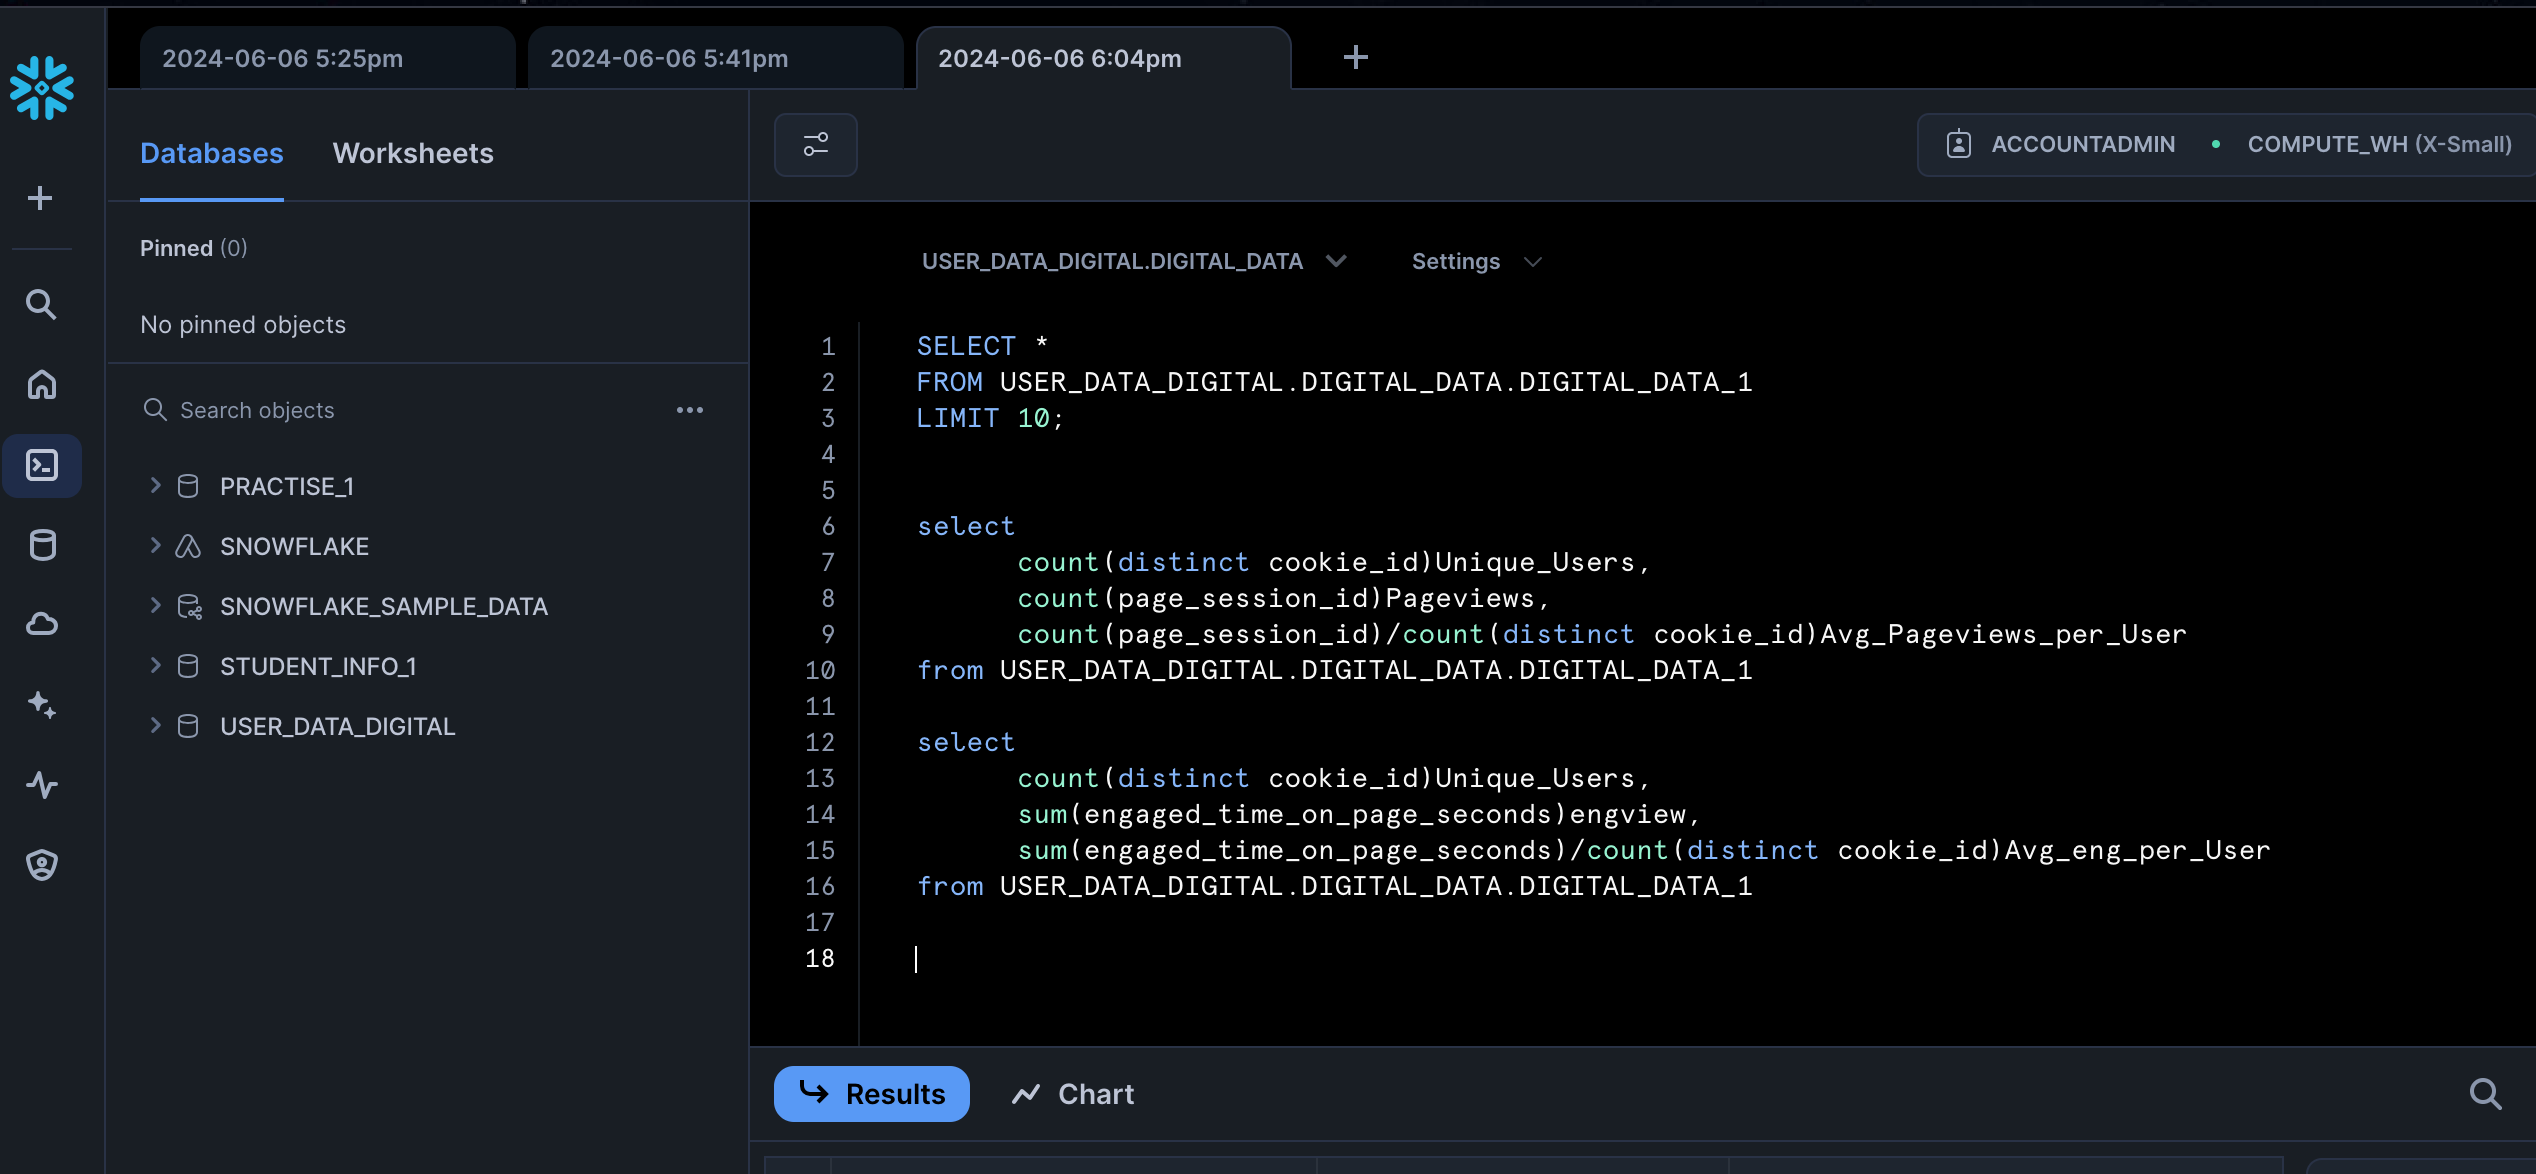 2024-06-06 5:25pm
2024-06-06 5:41pm
2024-06-06 6:04pm
Databases
Worksheets
ACCOUNTADMIN
COMPUTE_WH (X-Small)
Pinned (0)
No pinned objects
Search objects
PRACTISE_1
SNOWFLAKE
SNOWFLAKE_SAMPLE_DATA
STUDENT_INFO_1
USER_DATA_DIGITAL
USER_DATA_DIGITAL.DIGITAL_DATA
Settings
1 SELECT *
2 FROM USER_DATA_DIGITAL.DIGITAL_DATA.DIGITAL_DATA_1
3 LIMIT 10;
4
5
6 select
7 count(distinct cookie_id)Unique_Users,
8 count(page_session_id)Pageviews,
9 count(page_session_id)/count(distinct cookie_id)Avg_Pageviews_per_User
10 from USER_DATA_DIGITAL.DIGITAL_DATA.DIGITAL_DATA_1
11
12 select
13 count(distinct cookie_id)Unique_Users,
14 sum(engaged_time_on_page_seconds)engview,
15 sum(engaged_time_on_page_seconds)/count(distinct cookie_id)Avg_eng_per_User
16 from USER_DATA_DIGITAL.DIGITAL_DATA.DIGITAL_DATA_1
17
18
Results
Chart